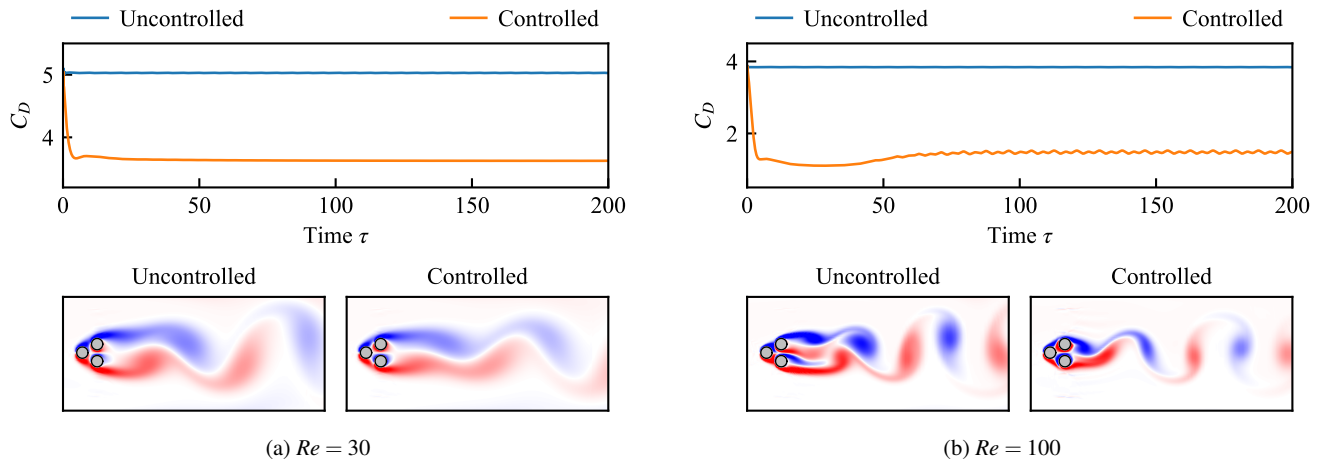 Uncontrolled Controlled
5
4
C_D
0 50 100 150 200
Time τ
Uncontrolled Controlled
(a) Re = 30
Uncontrolled Controlled
4
2
C_D
0 50 100 150 200
Time τ
Uncontrolled Controlled
(b) Re = 100